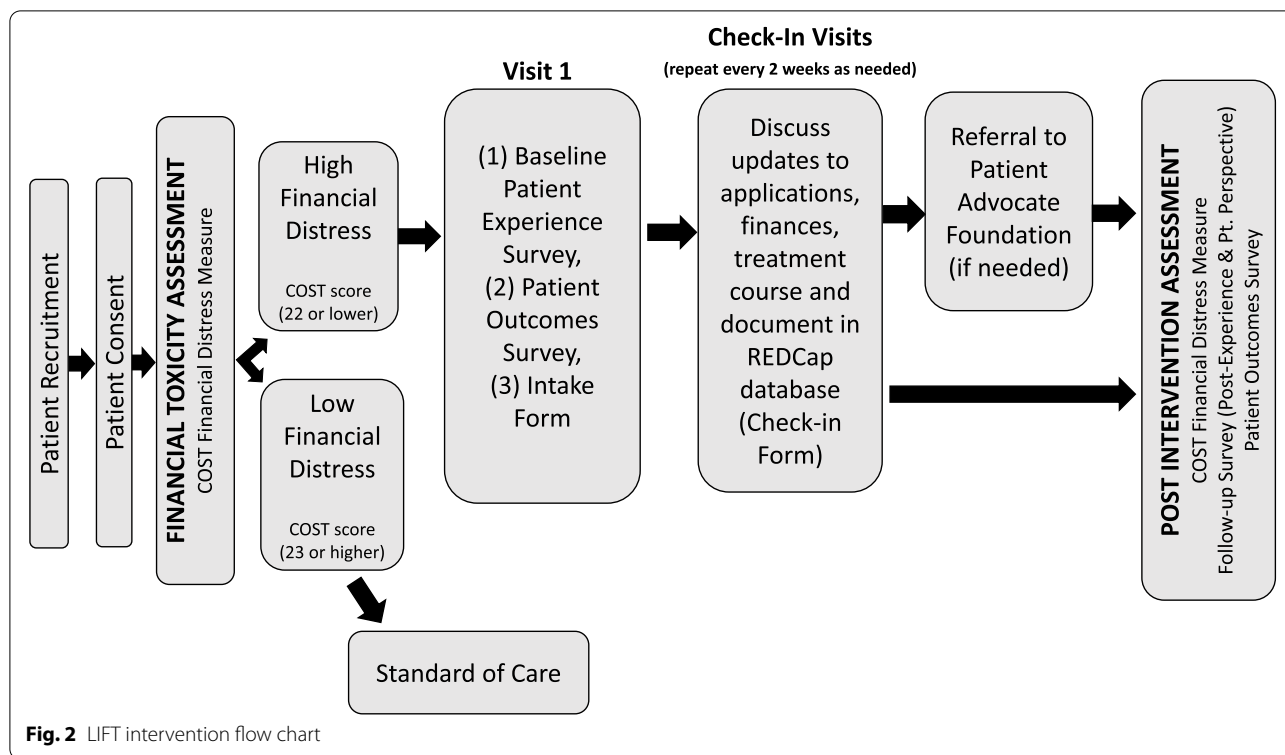 Patient Recruitment
Patient Consent
FINANCIAL TOXICITY ASSESSMENT
COST Financial Distress Measure
High
Financial
Distress
COST score
(22 or lower)
Low
Financial
Distress
COST score
(23 or higher)
Standard of Care
Visit 1
(1) Baseline
Patient
Experience
Survey,
(2) Patient
Outcomes
Survey,
(3) Intake
Form
Check-In Visits
(repeat every 2 weeks as needed)
Discuss
updates to
applications,
finances,
treatment
course and
document in
REDCap
database
(Check-in
Form)
Referral to
Patient
Advocate
Foundation
(if needed)
POST INTERVENTION ASSESSMENT
COST Financial Distress Measure
Follow-up Survey (Post-Experience & Pt. Perspective)
Patient Outcomes Survey
Fig. 2 LIFT intervention flow chart